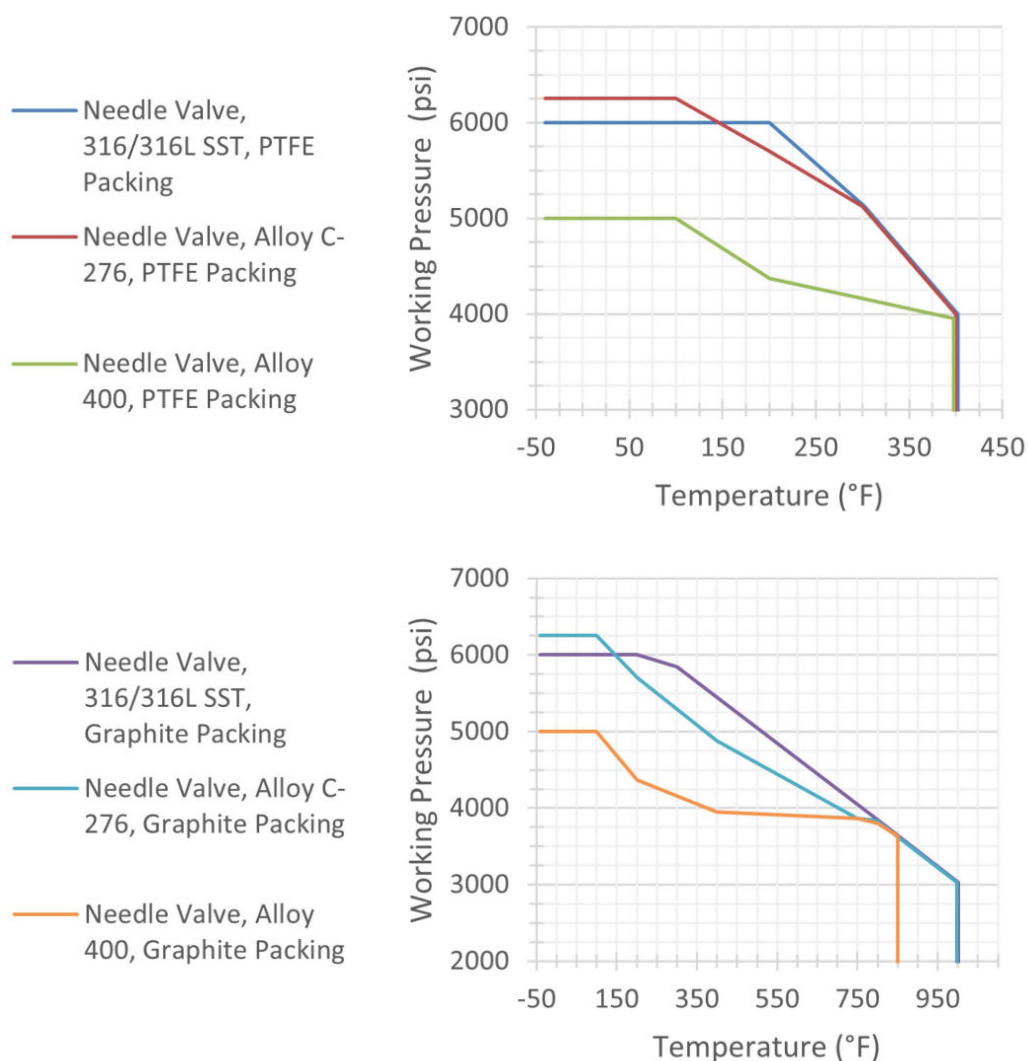 Needle Valve,
316/316L SST, PTFE
Packing
Needle Valve, Alloy C-
276, PTFE Packing
Needle Valve, Alloy
400, PTFE Packing
Working Pressure (psi)
7000
6000
5000
4000
3000
-50
50
150
250
350
450
Temperature (°F)
Needle Valve,
316/316L SST,
Graphite Packing
Needle Valve, Alloy C-
276, Graphite Packing
Needle Valve, Alloy
400, Graphite Packing
Working Pressure (psi)
7000
6000
5000
4000
3000
2000
-50
150
350
550
750
950
Temperature (°F)